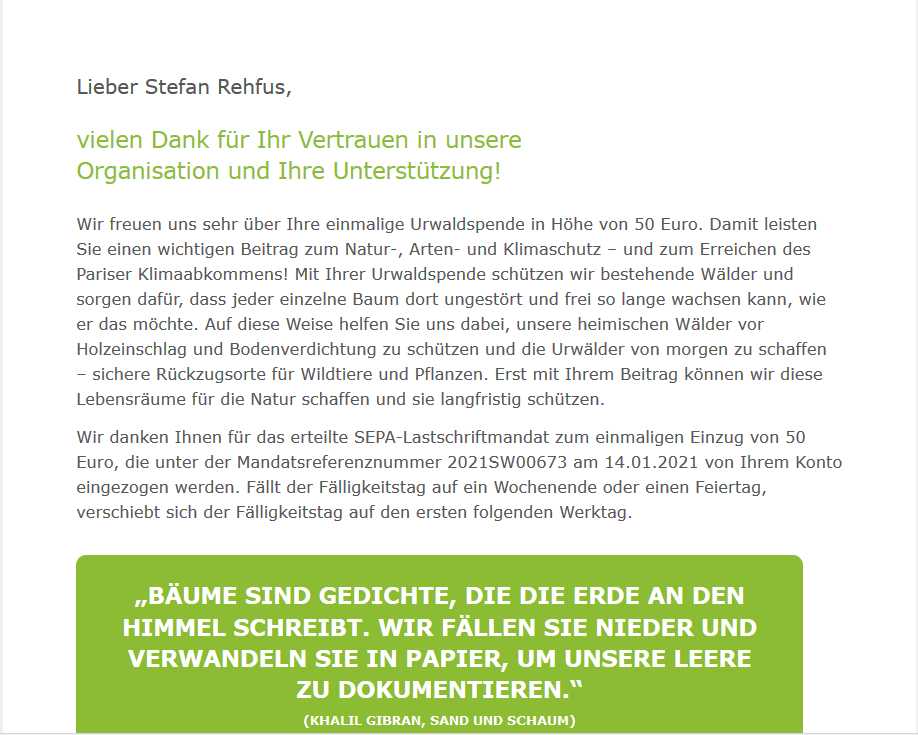 Lieber Stefan Rehfus,
vielen Dank für Ihr Vertrauen in unsere
Organisation und Ihre Unterstützung!
Wir freuen uns sehr über Ihre einmalige Urwaldspende in Höhe von 50 Euro. Damit leisten
Sie einen wichtigen Beitrag zum Natur-, Arten- und Klimaschutz – und zum Erreichen des
Pariser Klimaabkommens! Mit Ihrer Urwaldspende schützen wir bestehende Wälder und
sorgen dafür, dass jeder einzelne Baum dort ungestört und frei so lange wachsen kann, wie
er das möchte. Auf diese Weise helfen Sie uns dabei, unsere heimischen Wälder vor
Holzeinschlag und Bodenverdichtung zu schützen und die Urwälder von morgen zu schaffen
– sichere Rückzugsorte für Wildtiere und Pflanzen. Erst mit Ihrem Beitrag können wir diese
Lebensräume für die Natur schaffen und sie langfristig schützen.
Wir danken Ihnen für das erteilte SEPA-Lastschriftmandat zum einmaligen Einzug von 50
Euro, die unter der Mandatsreferenznummer 2021SW00673 am 14.01.2021 von Ihrem Konto
eingezogen werden. Fällt der Fälligkeitstag auf ein Wochenende oder einen Feiertag,
verschiebt sich der Fälligkeitstag auf den ersten folgenden Werktag.
„BÄUME SIND GEDICHTE, DIE DIE ERDE AN DEN
HIMMEL SCHREIBT. WIR FÄLLEN SIE NIEDER UND
VERWANDELN SIE IN PAPIER, UM UNSERE LEERE
ZU DOKUMENTIEREN.“
(KHALIL GIBRAN, SAND UND SCHAUM)